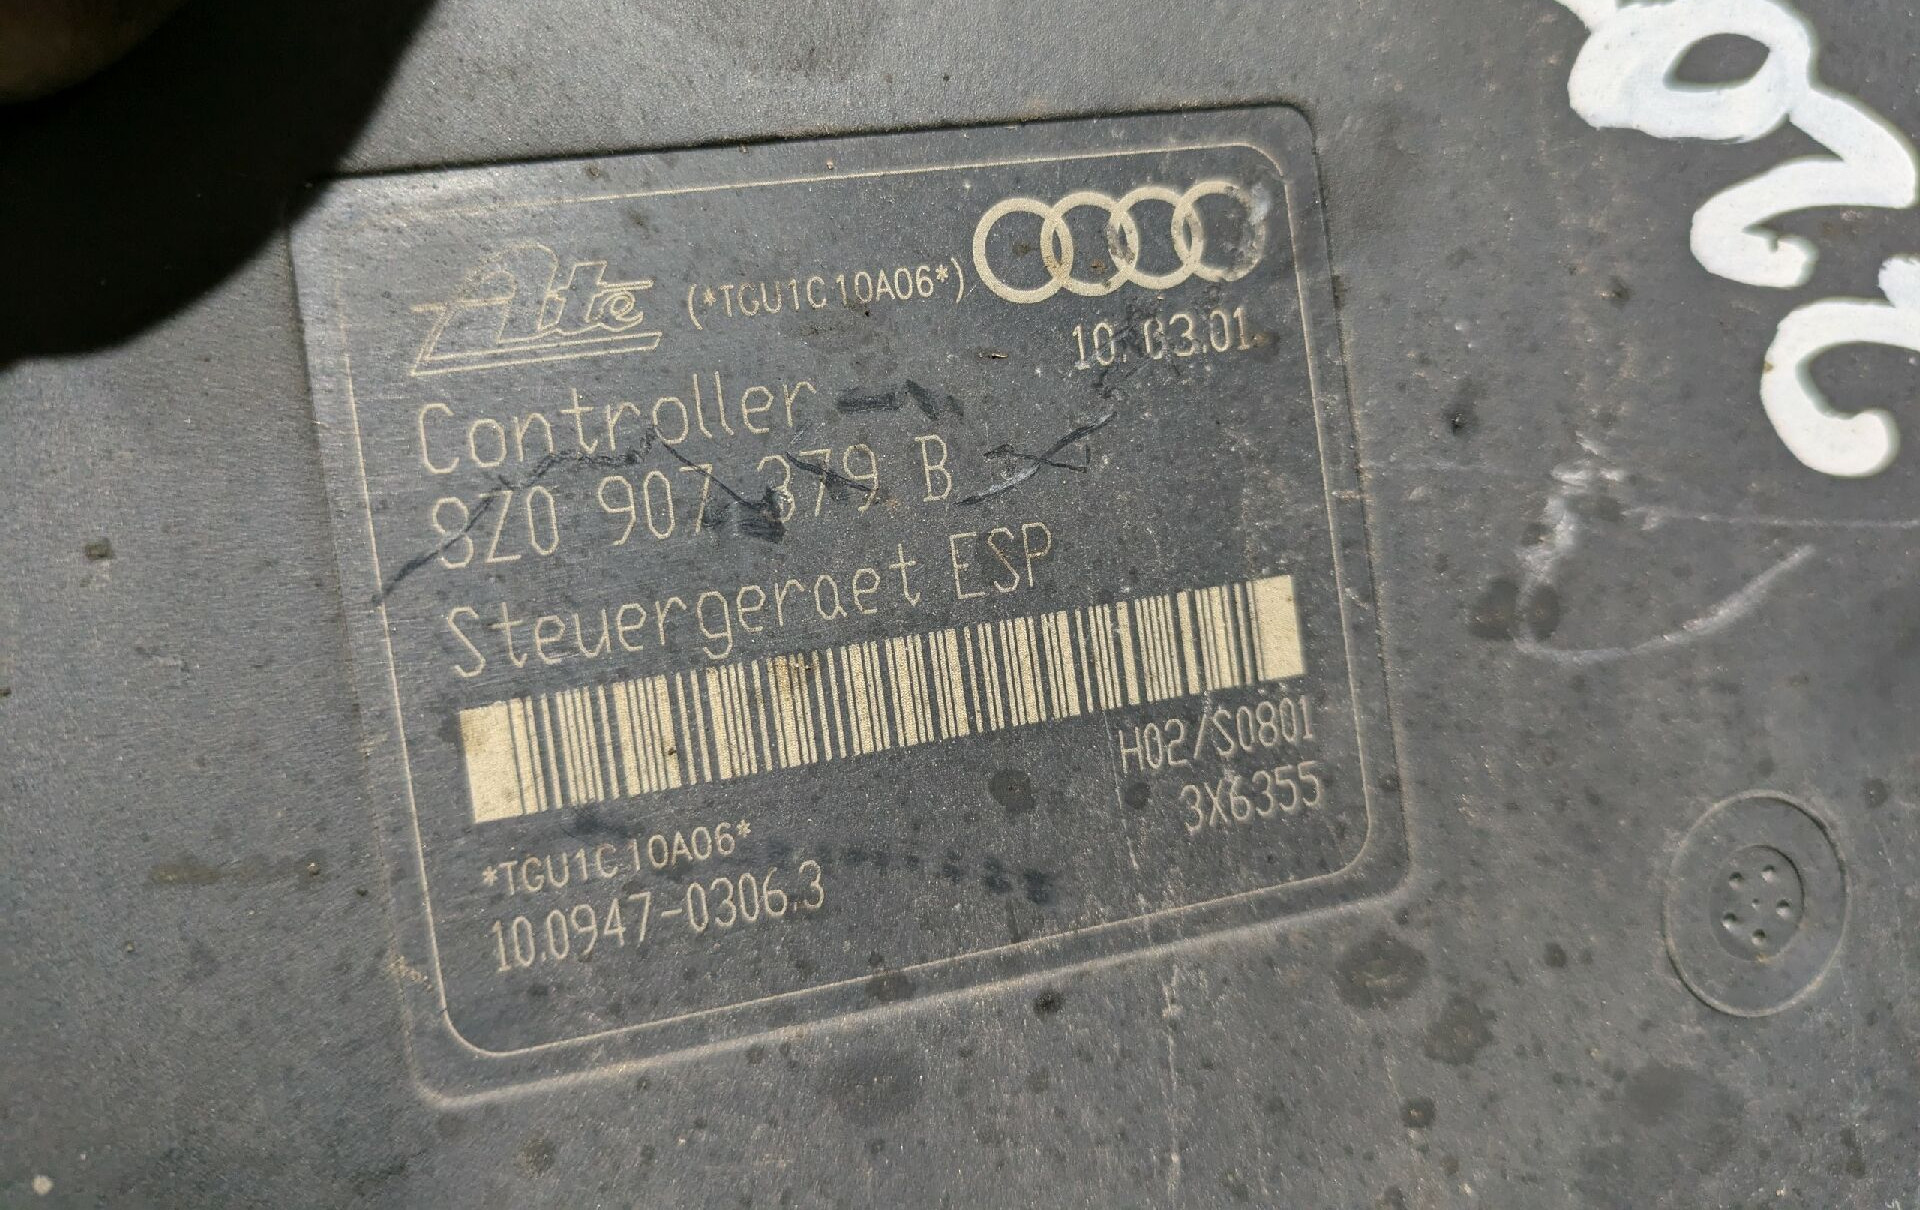 Ate (*TGU1C10A06*)
10.03.01
Controller
8Z0 907 379 B
Steuergeraet ESP
H02/S0801
3X6355
*TGU1C10A06*
10.0947-0306.3